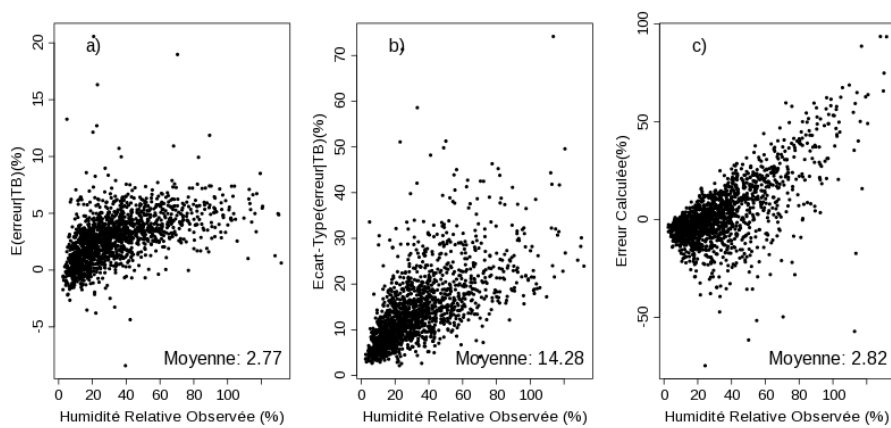 a)
E(erreur|TB)(%)
20
15
10
5
0
-5
Moyenne: 2.77
0 20 40 60 80 100
Humidité Relative Observée (%)
b)
Ecart-Type(erreur|TB)(%)
70
60
50
40
30
20
10
0
Moyenne: 14.28
0 20 40 60 80 100
Humidité Relative Observée (%)
c)
Erreur Calculée(%)
100
50
0
-50
Moyenne: 2.82
0 20 40 60 80 100
Humidité Relative Observée (%)